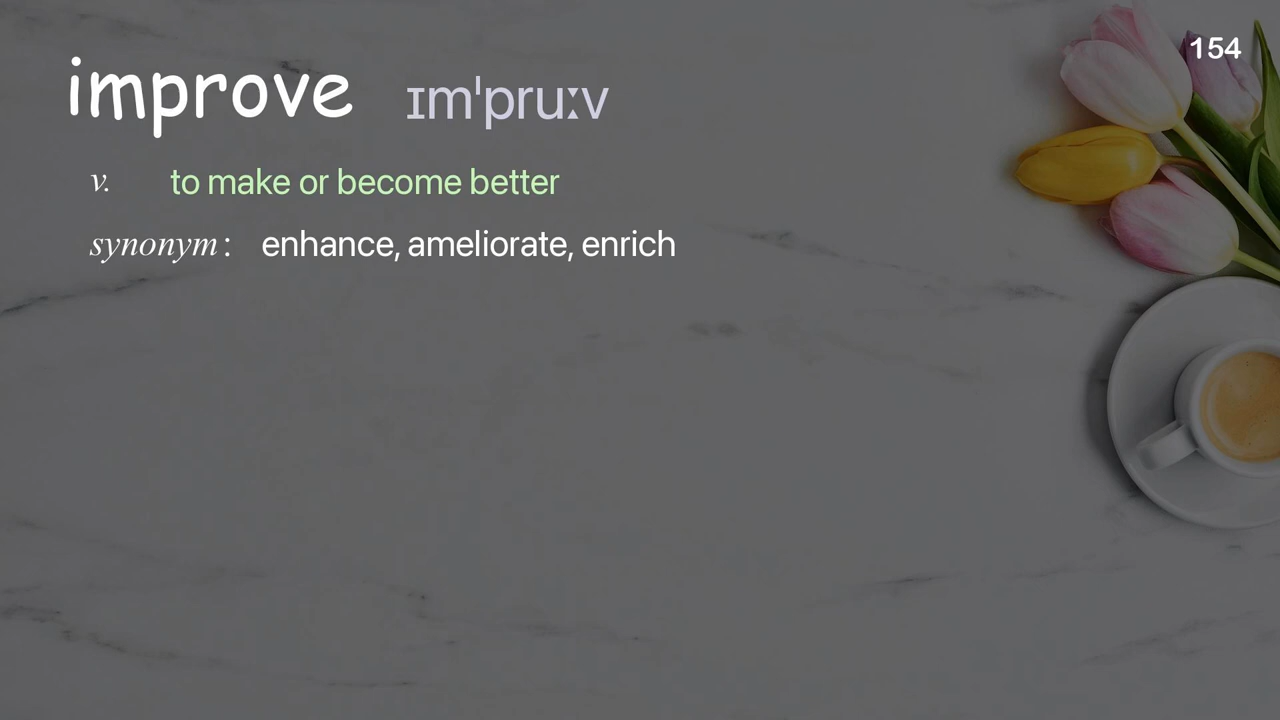 154
improve ɪmˈpruːv
v. to make or become better
synonym: enhance, ameliorate, enrich